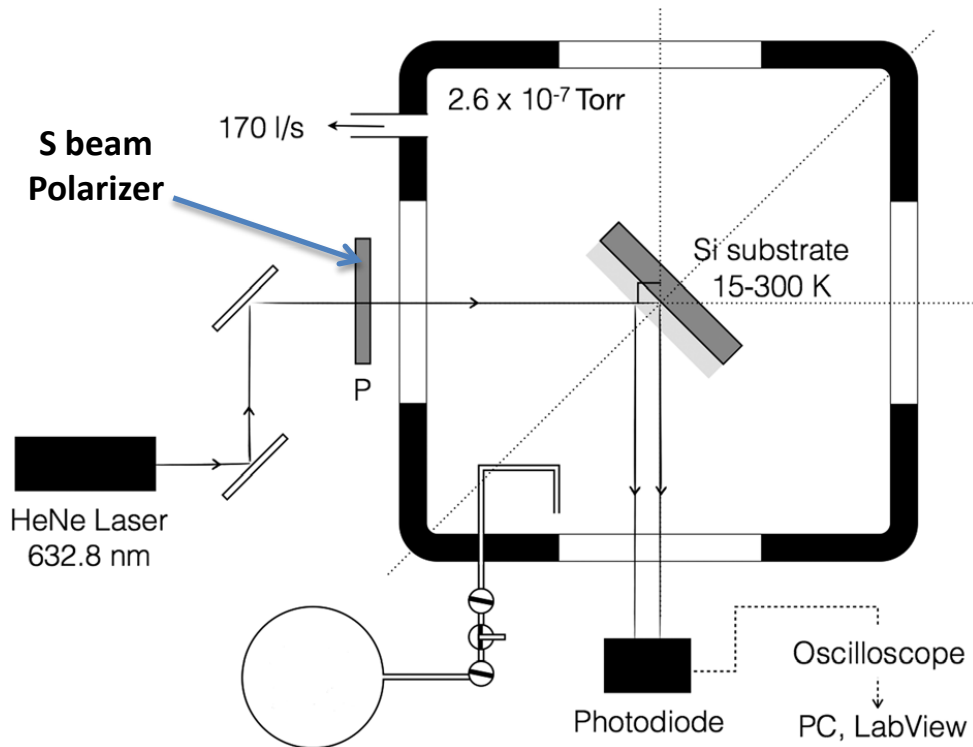 2.6 x 10⁻⁷ Torr
170 l/s
S beam
Polarizer
Si substrate
15-300 K
P
HeNe Laser
632.8 nm
Photodiode
Oscilloscope
PC, LabView